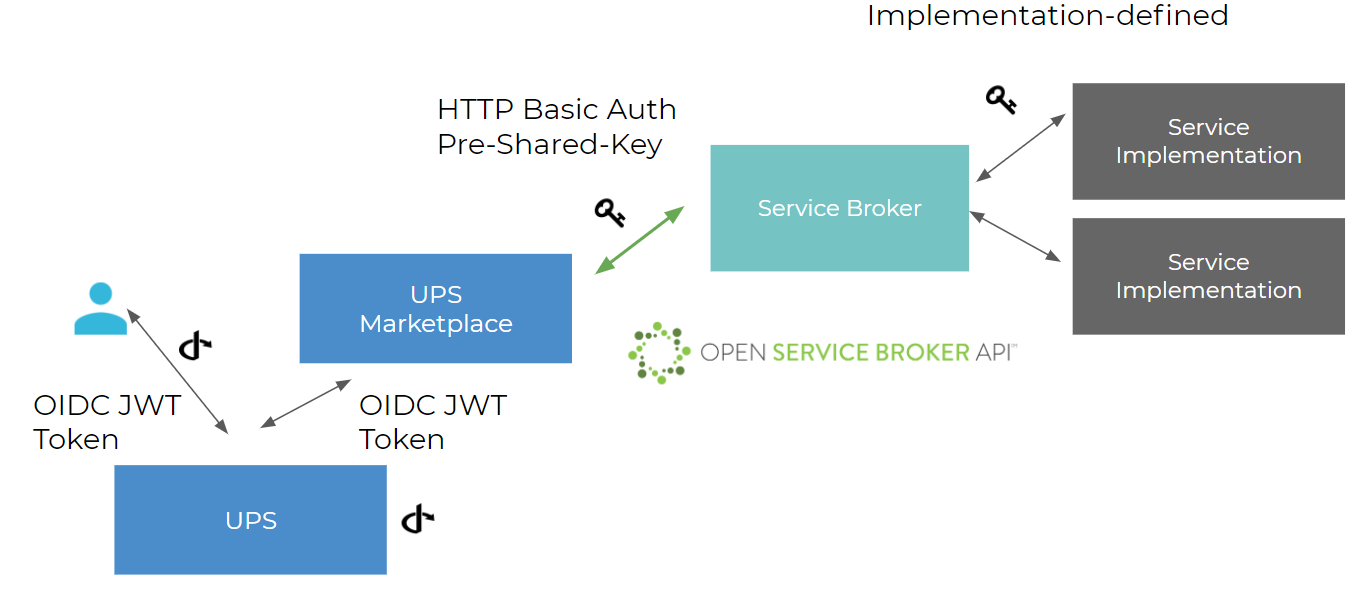 Implementation-defined
HTTP Basic Auth
Pre-Shared-Key
Service
Implementation
Service Broker
Service
Implementation
UPS
Marketplace
OPEN SERVICE BROKER API™
OIDC JWT
Token
OIDC JWT
Token
UPS